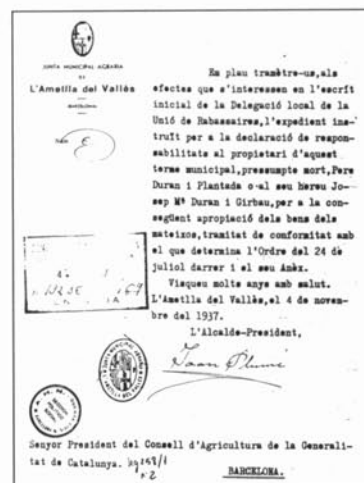 JUNTA MUNICIPAL AGRARIA
DE
L'Ametlla del Vallès
BARCELONA
E
Em plau tramètre-us, als
efectes que s'interessen en l'escrit
inicial de la Delegació local de la
Unió de Rabassaires, l'expedient ins-
truït per a la declaració de respon-
sabilitats al propietari d'aquest
terme municipal, pressumpte mort, Pere
Duran i Plantada o al seu hereu Jo-
sep Mª Duran i Girbau, per a la con-
següent apropiació dels bens dels
mateixos, tramitat de conformitat amb
el que determina l'Ordre del 24 de
juliol darrer i el seu Anèx.
Visqueu molts anys amb salut.
L'Ametlla del Vallès, el 4 de novem-
bre del 1937.
L'Alcalde-President,
Joan
Senyor President del Consell d'Agricultura de la Generali-
tat de Catalunya.
BARCELONA.